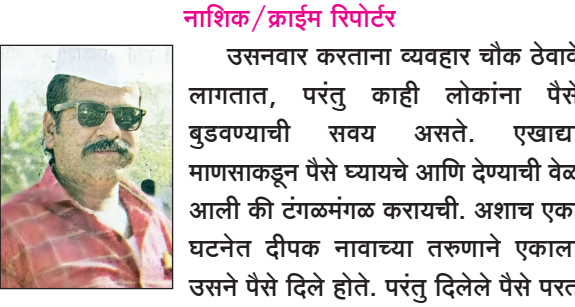 नाशिक/क्राईम रिपोर्टर
उसनवार करताना व्यवहार चौक ठेवावे
लागतात, परंतु काही लोकांना पैसे
बुडवण्याची सवय असते. एखाद्या
माणसाकडून पैसे घ्यायचे आणि देण्याची वेळ
आली की टंगळमंगळ करायची. अशाच एका
घटनेत दीपक नावाच्या तरुणाने एकाला
उसने पैसे दिले होते. परंतु दिलेले पैसे परत